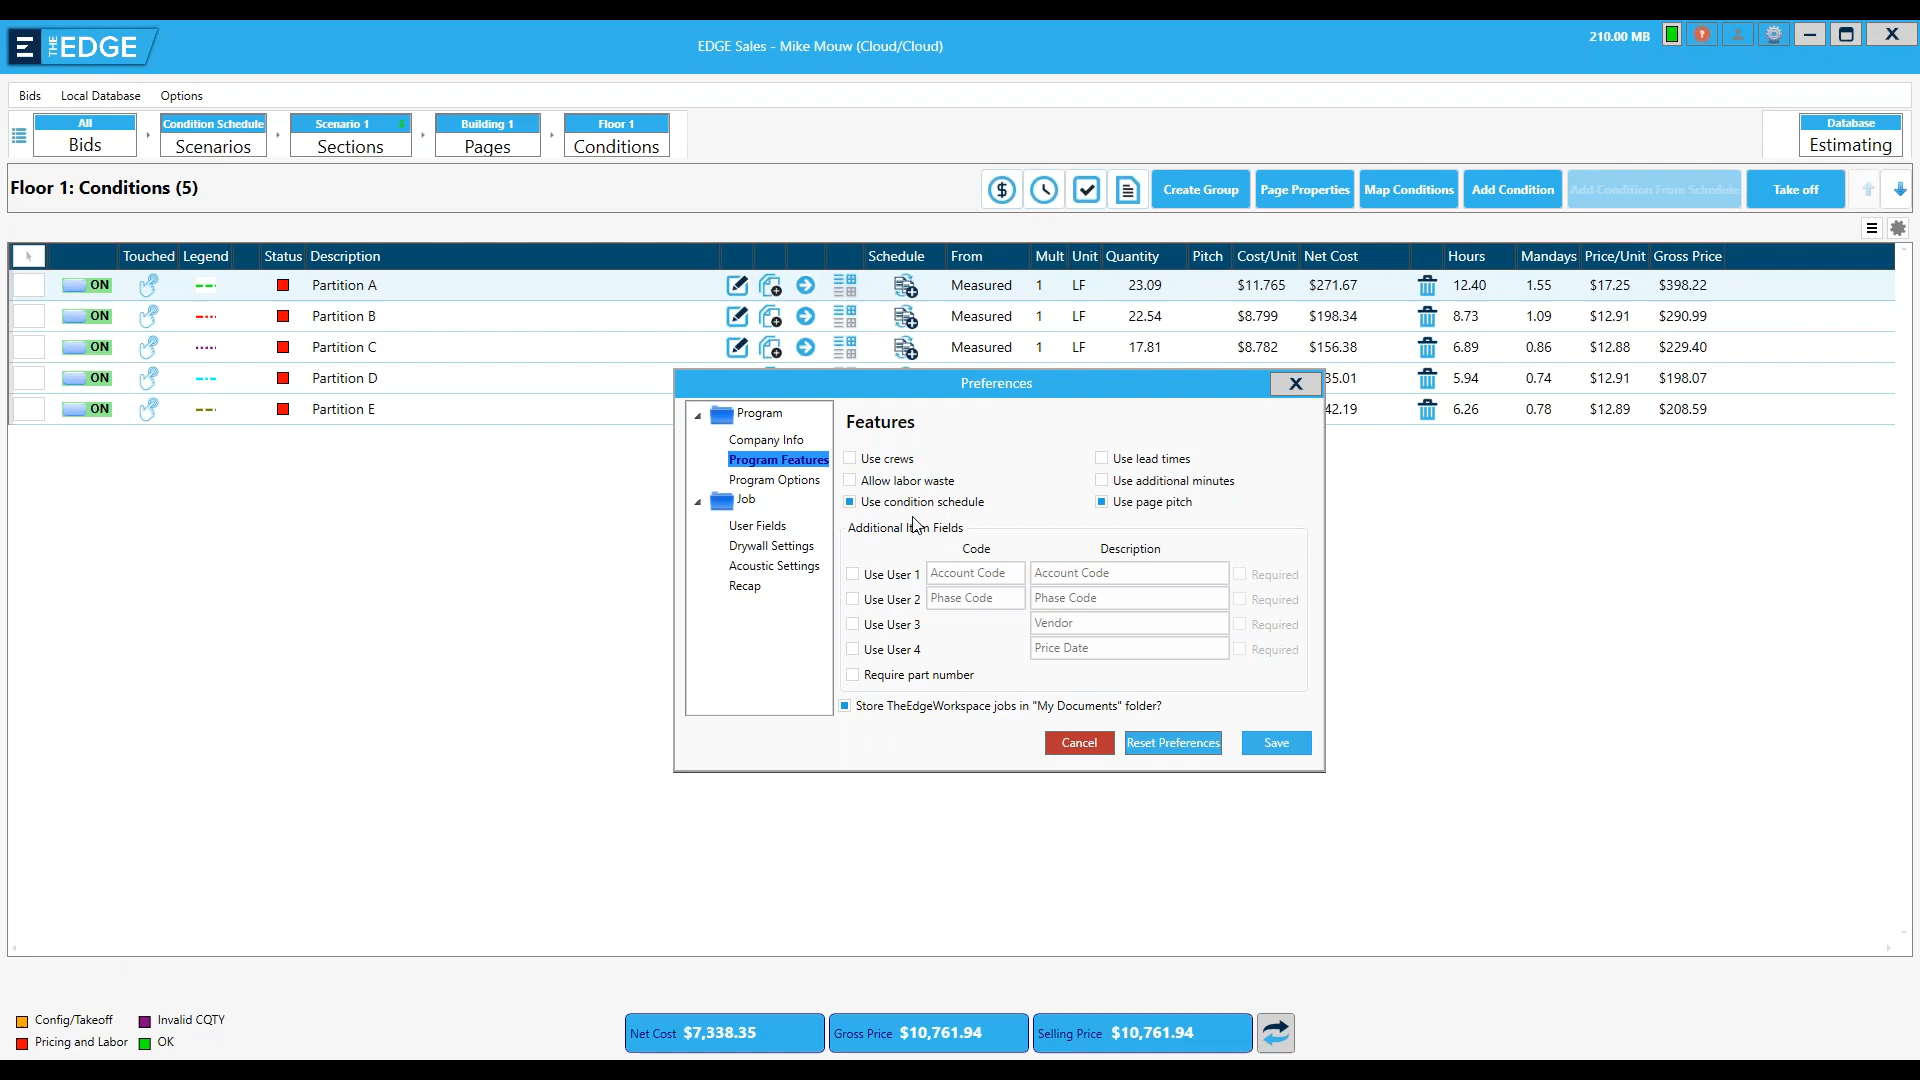 THE EDGE
EDGE Sales - Mike Mouw (Cloud/Cloud)
210.00 MB
Bids Local Database Options
All
Bids
Condition Schedule
Scenarios
Scenario 1
Sections
Building 1
Pages
Floor 1
Conditions
Database
Estimating
Floor 1: Conditions (5)
Create Group Page Properties Map Conditions Add Condition Add Condition From Schedule Take off
Touched Legend Status Description Schedule From Mult Unit Quantity Pitch Cost/Unit Net Cost Hours Mandays Price/Unit Gross Price
ON Partition A Measured 1 LF 23.09 $11.765 $271.67 12.40 1.55 $17.25 $398.22
ON Partition B Measured 1 LF 22.54 $8.799 $198.34 8.73 1.09 $12.91 $290.99
ON Partition C Measured 1 LF 17.81 $8.782 $156.38 6.89 0.86 $12.88 $229.40
ON Partition D 35.01 5.94 0.74 $12.91 $198.07
ON Partition E 42.19 6.26 0.78 $12.89 $208.59
Preferences
X
Program
Company Info
Program Features
Program Options
Job
User Fields
Drywall Settings
Acoustic Settings
Recap
Features
Use crews Use lead times
Allow labor waste Use additional minutes
Use condition schedule Use page pitch
Additional Item Fields
Code Description
Use User 1 Account Code Account Code Required
Use User 2 Phase Code Phase Code Required
Use User 3 Vendor Required
Use User 4 Price Date Required
Require part number
Store TheEdgeWorkspace jobs in "My Documents" folder?
Cancel Reset Preferences Save
Config/Takeoff Invalid CQTY
Pricing and Labor OK
Net Cost $7,338.35 Gross Price $10,761.94 Selling Price $10,761.94